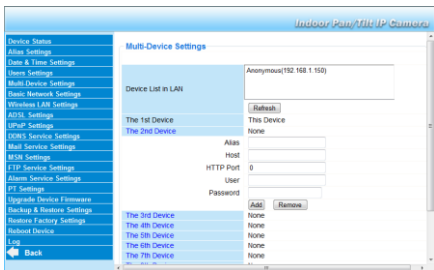 Indoor Pan/Tilt IP Camera
Device Status
Alias Settings
Date & Time Settings
Users Settings
Multi-Device Settings
Basic Network Settings
Wireless LAN Settings
ADSL Settings
UPnP Settings
DDNS Service Settings
Mail Service Settings
MSN Settings
FTP Service Settings
Alarm Service Settings
PT Settings
Upgrade Device Firmware
Backup & Restore Settings
Restore Factory Settings
Reboot Device
Log
Back
Multi-Device Settings
Device List in LAN
Anonymous(192.168.1.150)
Refresh
The 1st Device This Device
The 2nd Device None
Alias
Host
HTTP Port 0
User
Password
Add Remove
The 3rd Device None
The 4th Device None
The 5th Device None
The 6th Device None
The 7th Device None